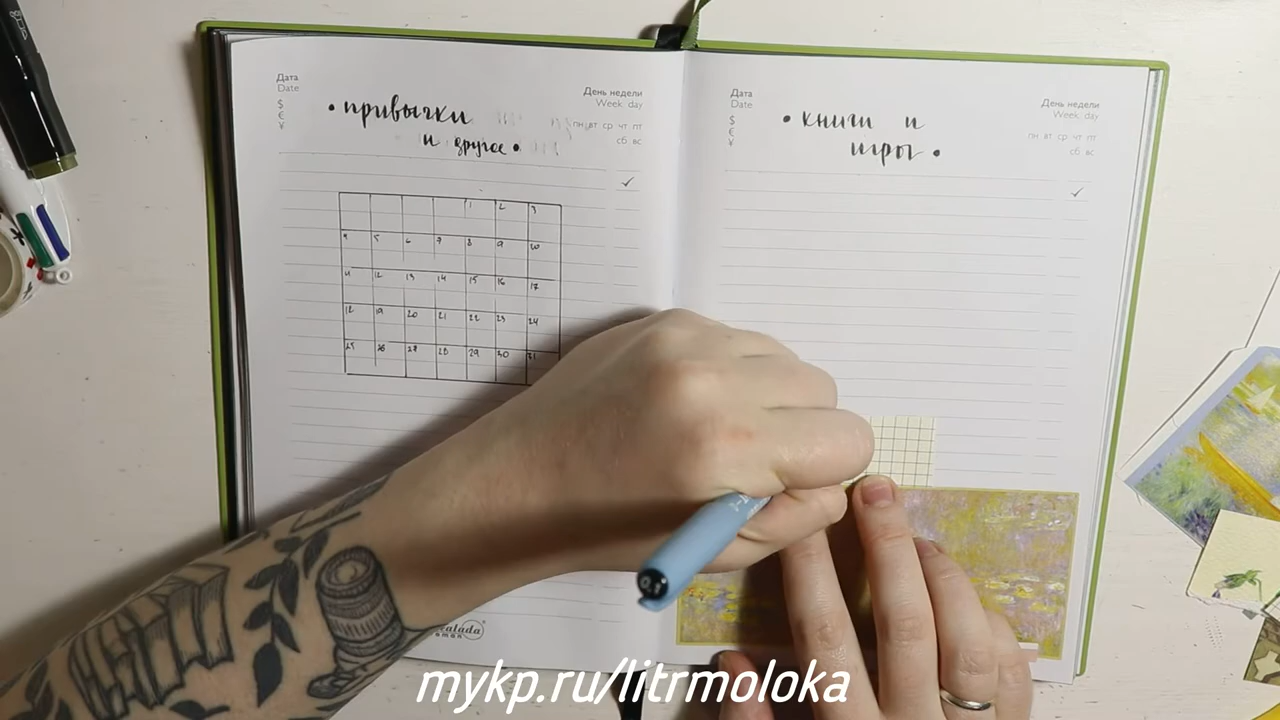 Дата
Date
$
€
¥
День недели
Week day
пн вт ср чт пт
сб вс
• привычки
и другое •
1 2 3
4 5 6 7 8 9 10
11 12 13 14 15 16 17
18 19 20 21 22 23 24
25 26 27 28 29 30 31
Дата
Date
$
€
¥
День недели
Week day
пн вт ср чт пт
сб вс
• книги и
игры •
mykp.ru/litrmoloka